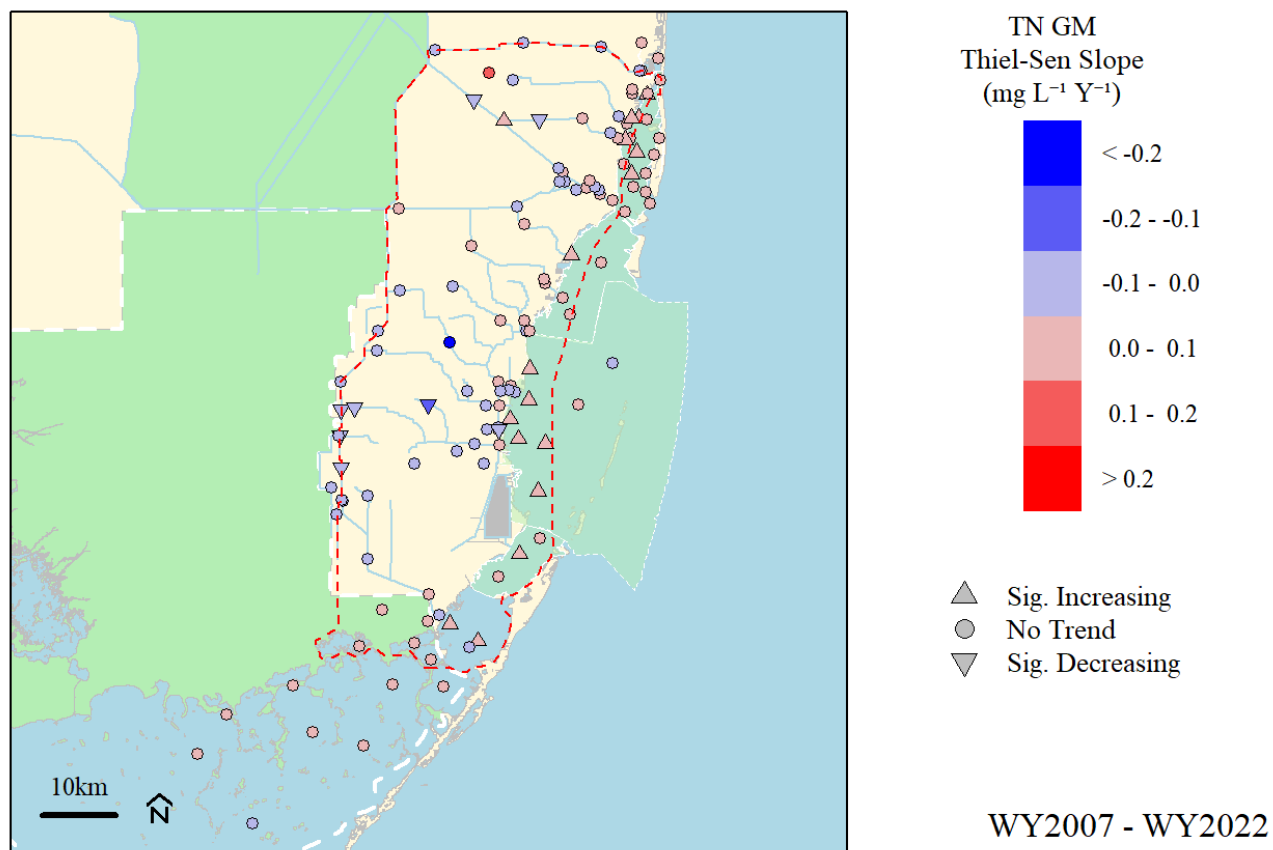 TN GM
Thiel-Sen Slope
(mg L⁻¹ Y⁻¹)
< -0.2
-0.2 - -0.1
-0.1 - 0.0
0.0 - 0.1
0.1 - 0.2
> 0.2
Sig. Increasing
No Trend
Sig. Decreasing
10km
N
WY2007 - WY2022